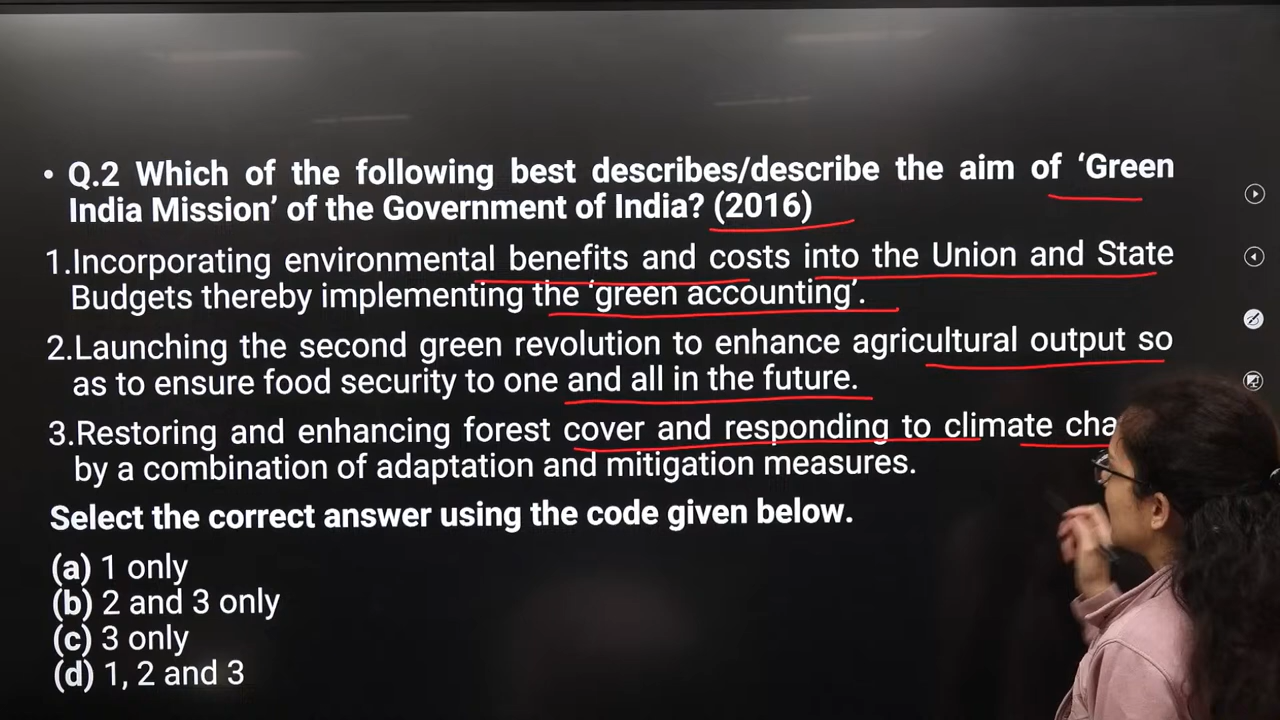 • Q.2 Which of the following best describes/describe the aim of ‘Green
India Mission’ of the Government of India? (2016)
1.Incorporating environmental benefits and costs into the Union and State
Budgets thereby implementing the ‘green accounting’.
2.Launching the second green revolution to enhance agricultural output so
as to ensure food security to one and all in the future.
3.Restoring and enhancing forest cover and responding to climate
by a combination of adaptation and mitigation measures.
Select the correct answer using the code given below.
(a) 1 only
(b) 2 and 3 only
(c) 3 only
(d) 1, 2 and 3